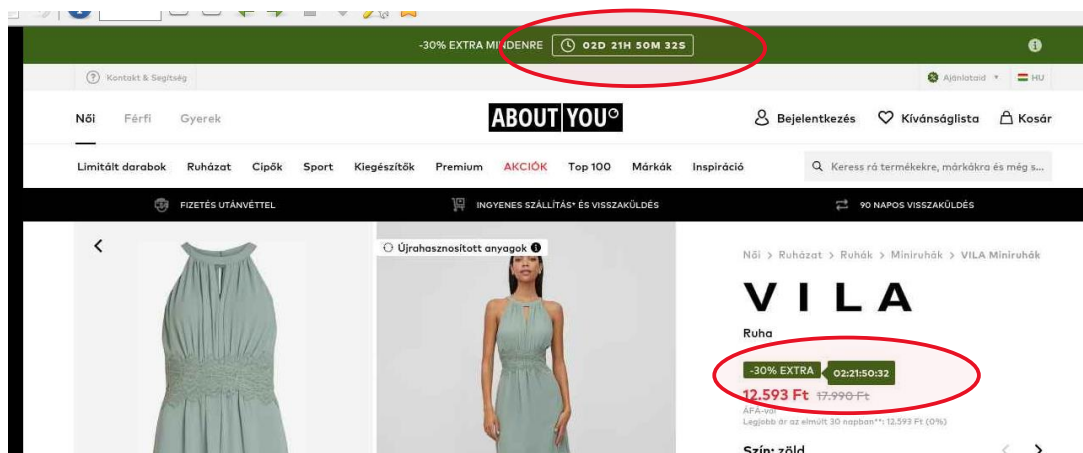 -30% EXTRA MINDENRE 02D 21H 50M 32S
Kontakt & Segítség Ajánlataid HU
Női Férfi Gyerek ABOUT YOU Bejelentkezés Kívánságlista Kosár
Limitált darabok Ruházat Cipők Sport Kiegészítők Premium AKCIÓK Top 100 Márkák Inspiráció Keress rá termékekre, márkákra és még s...
FIZETÉS UTÁNVÉTTEL INGYENES SZÁLLÍTÁS* ÉS VISSZAKÜLDÉS 90 NAPOS VISSZAKÜLDÉS
Újrahasznosított anyagok
Női > Ruházat > Ruhák > Miniruhák > VILA Miniruhák
VILA
Ruha
-30% EXTRA 02:21:50:32
12.593 Ft 17.990 Ft
ÁFA-val
Legjobb ár az elmúlt 30 napban**: 12.593 Ft (0%)
Szín: zöld